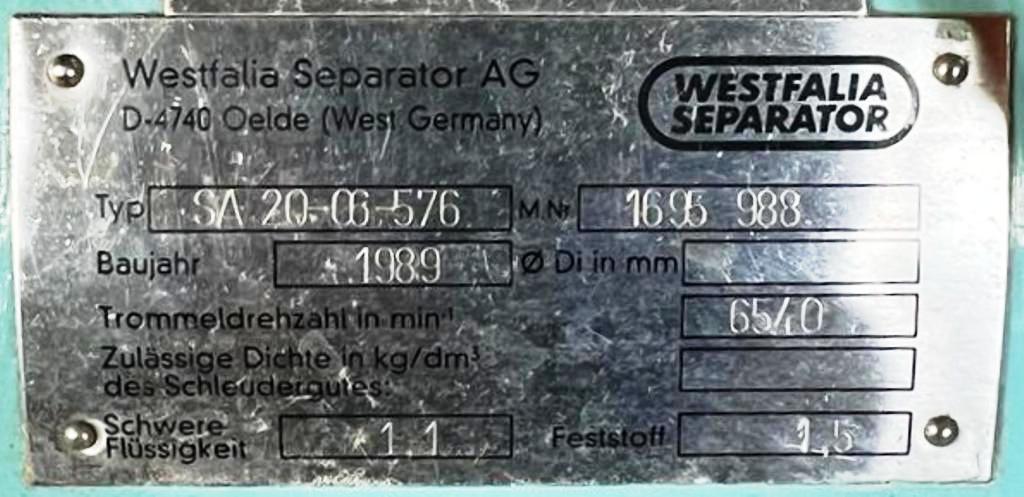 Westfalia Separator AG
D-4740 Oelde (West Germany)
WESTFALIA
SEPARATOR
Typ SA 20-06-576 M.Nr 1695 988
Baujahr 1989 Ø Di in mm
Trommeldrehzahl in min⁻¹ 6540
Zulässige Dichte in kg/dm³
des Schleudergutes:
Schwere
Flüssigkeit 1,1 Feststoff 1,5